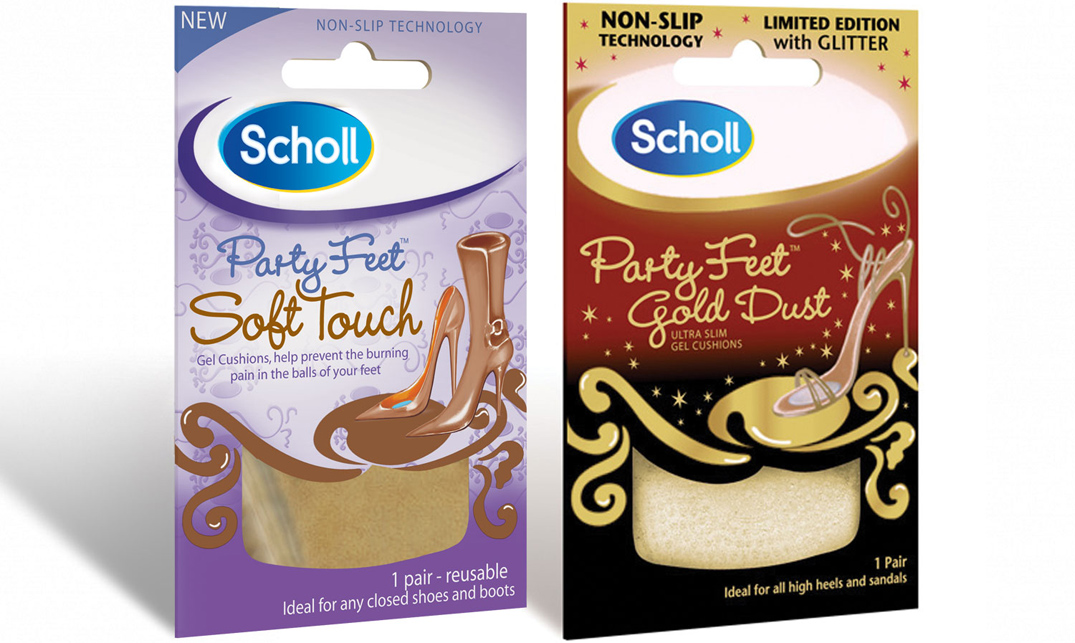 NEW
NON-SLIP TECHNOLOGY
Scholl
Party Feet™
Soft Touch
Gel Cushions, help prevent the burning
pain in the balls of your feet
1 pair - reusable
Ideal for any closed shoes and boots
NON-SLIP
TECHNOLOGY
LIMITED EDITION
with GLITTER
Scholl
Party Feet™
Gold Dust
ULTRA SLIM
GEL CUSHIONS
1 Pair
Ideal for all high heels and sandals